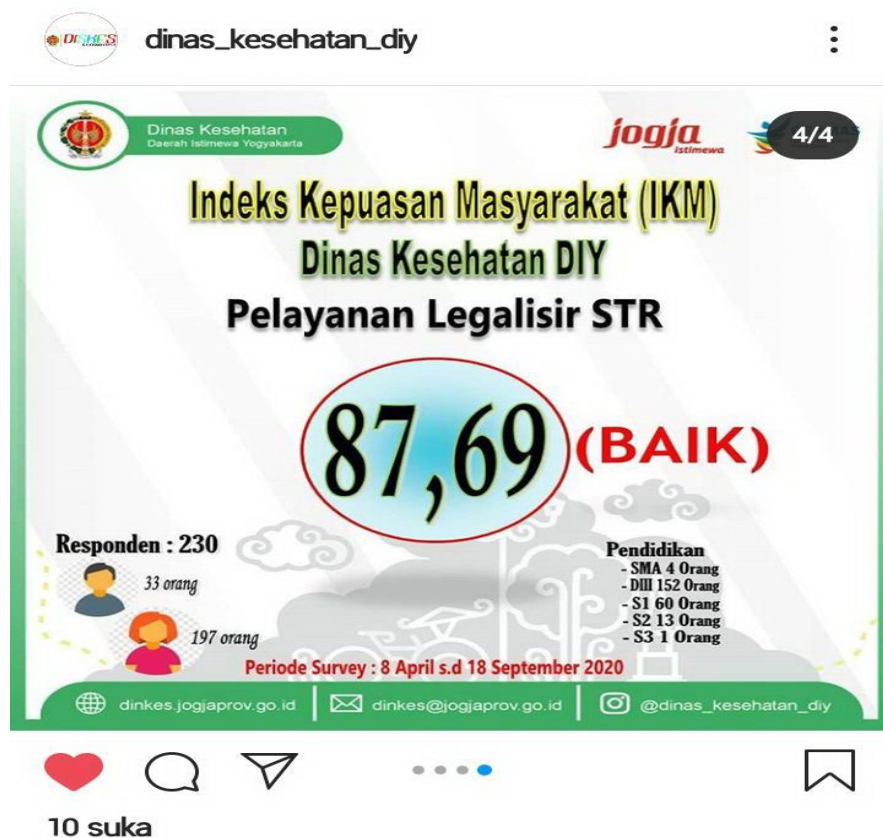 DISKES
dinas_kesehatan_diy
Dinas Kesehatan
Daerah Istimewa Yogyakarta
jogja
istimewa
4/4
Indeks Kepuasan Masyarakat (IKM)
Dinas Kesehatan DIY
Pelayanan Legalisir STR
87,69 (BAIK)
Responden : 230
33 orang
197 orang
Pendidikan
- SMA 4 Orang
- DIII 152 Orang
- S1 60 Orang
- S2 13 Orang
- S3 1 Orang
Periode Survey : 8 April s.d 18 September 2020
dinkes.jogjaprov.go.id
dinkes@jogjaprov.go.id
@dinas_kesehatan_diy
10 suka